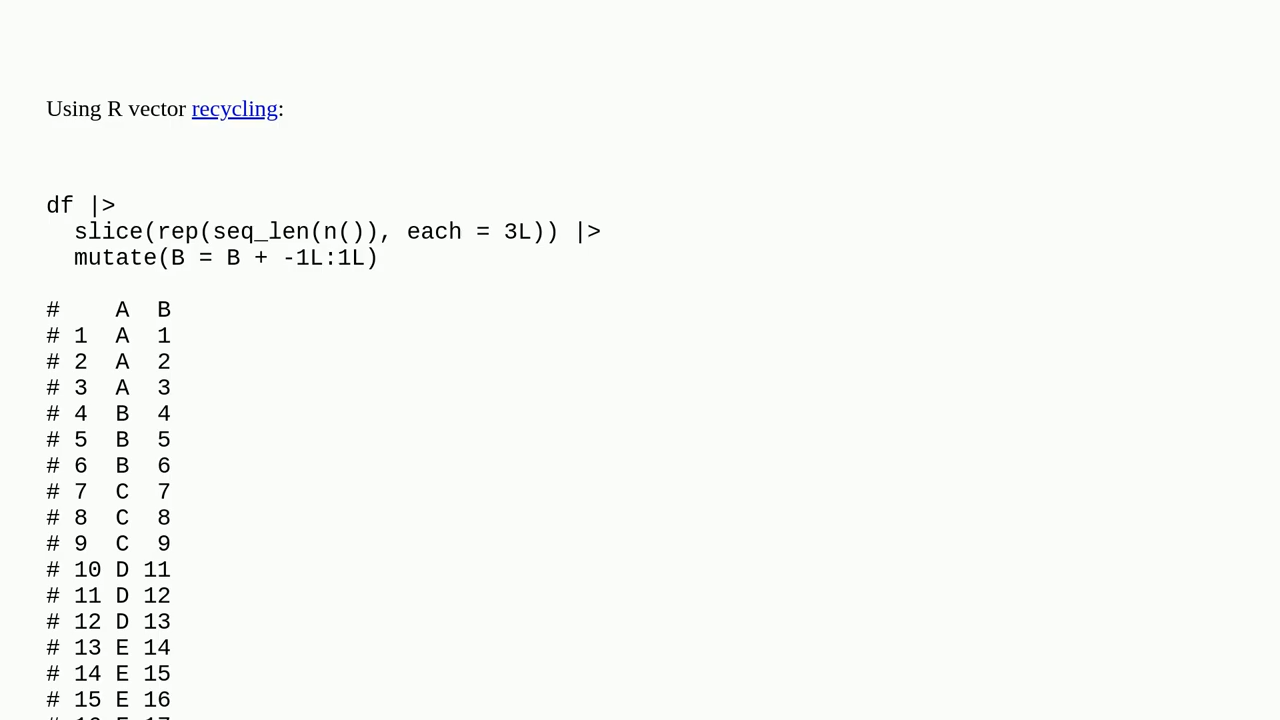 Using R vector recycling:
df |>
  slice(rep(seq_len(n()), each = 3L)) |>
  mutate(B = B + -1L:1L)
#    A  B
# 1  A  1
# 2  A  2
# 3  A  3
# 4  B  4
# 5  B  5
# 6  B  6
# 7  C  7
# 8  C  8
# 9  C  9
# 10 D 11
# 11 D 12
# 12 D 13
# 13 E 14
# 14 E 15
# 15 E 16